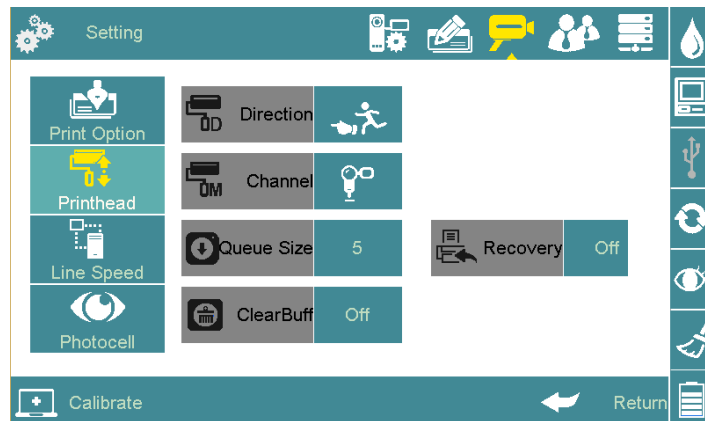 Setting
Print Option
Printhead
Line Speed
Photocell
D Direction
M Channel
Queue Size 5
Recovery Off
ClearBuff Off
Calibrate
Return